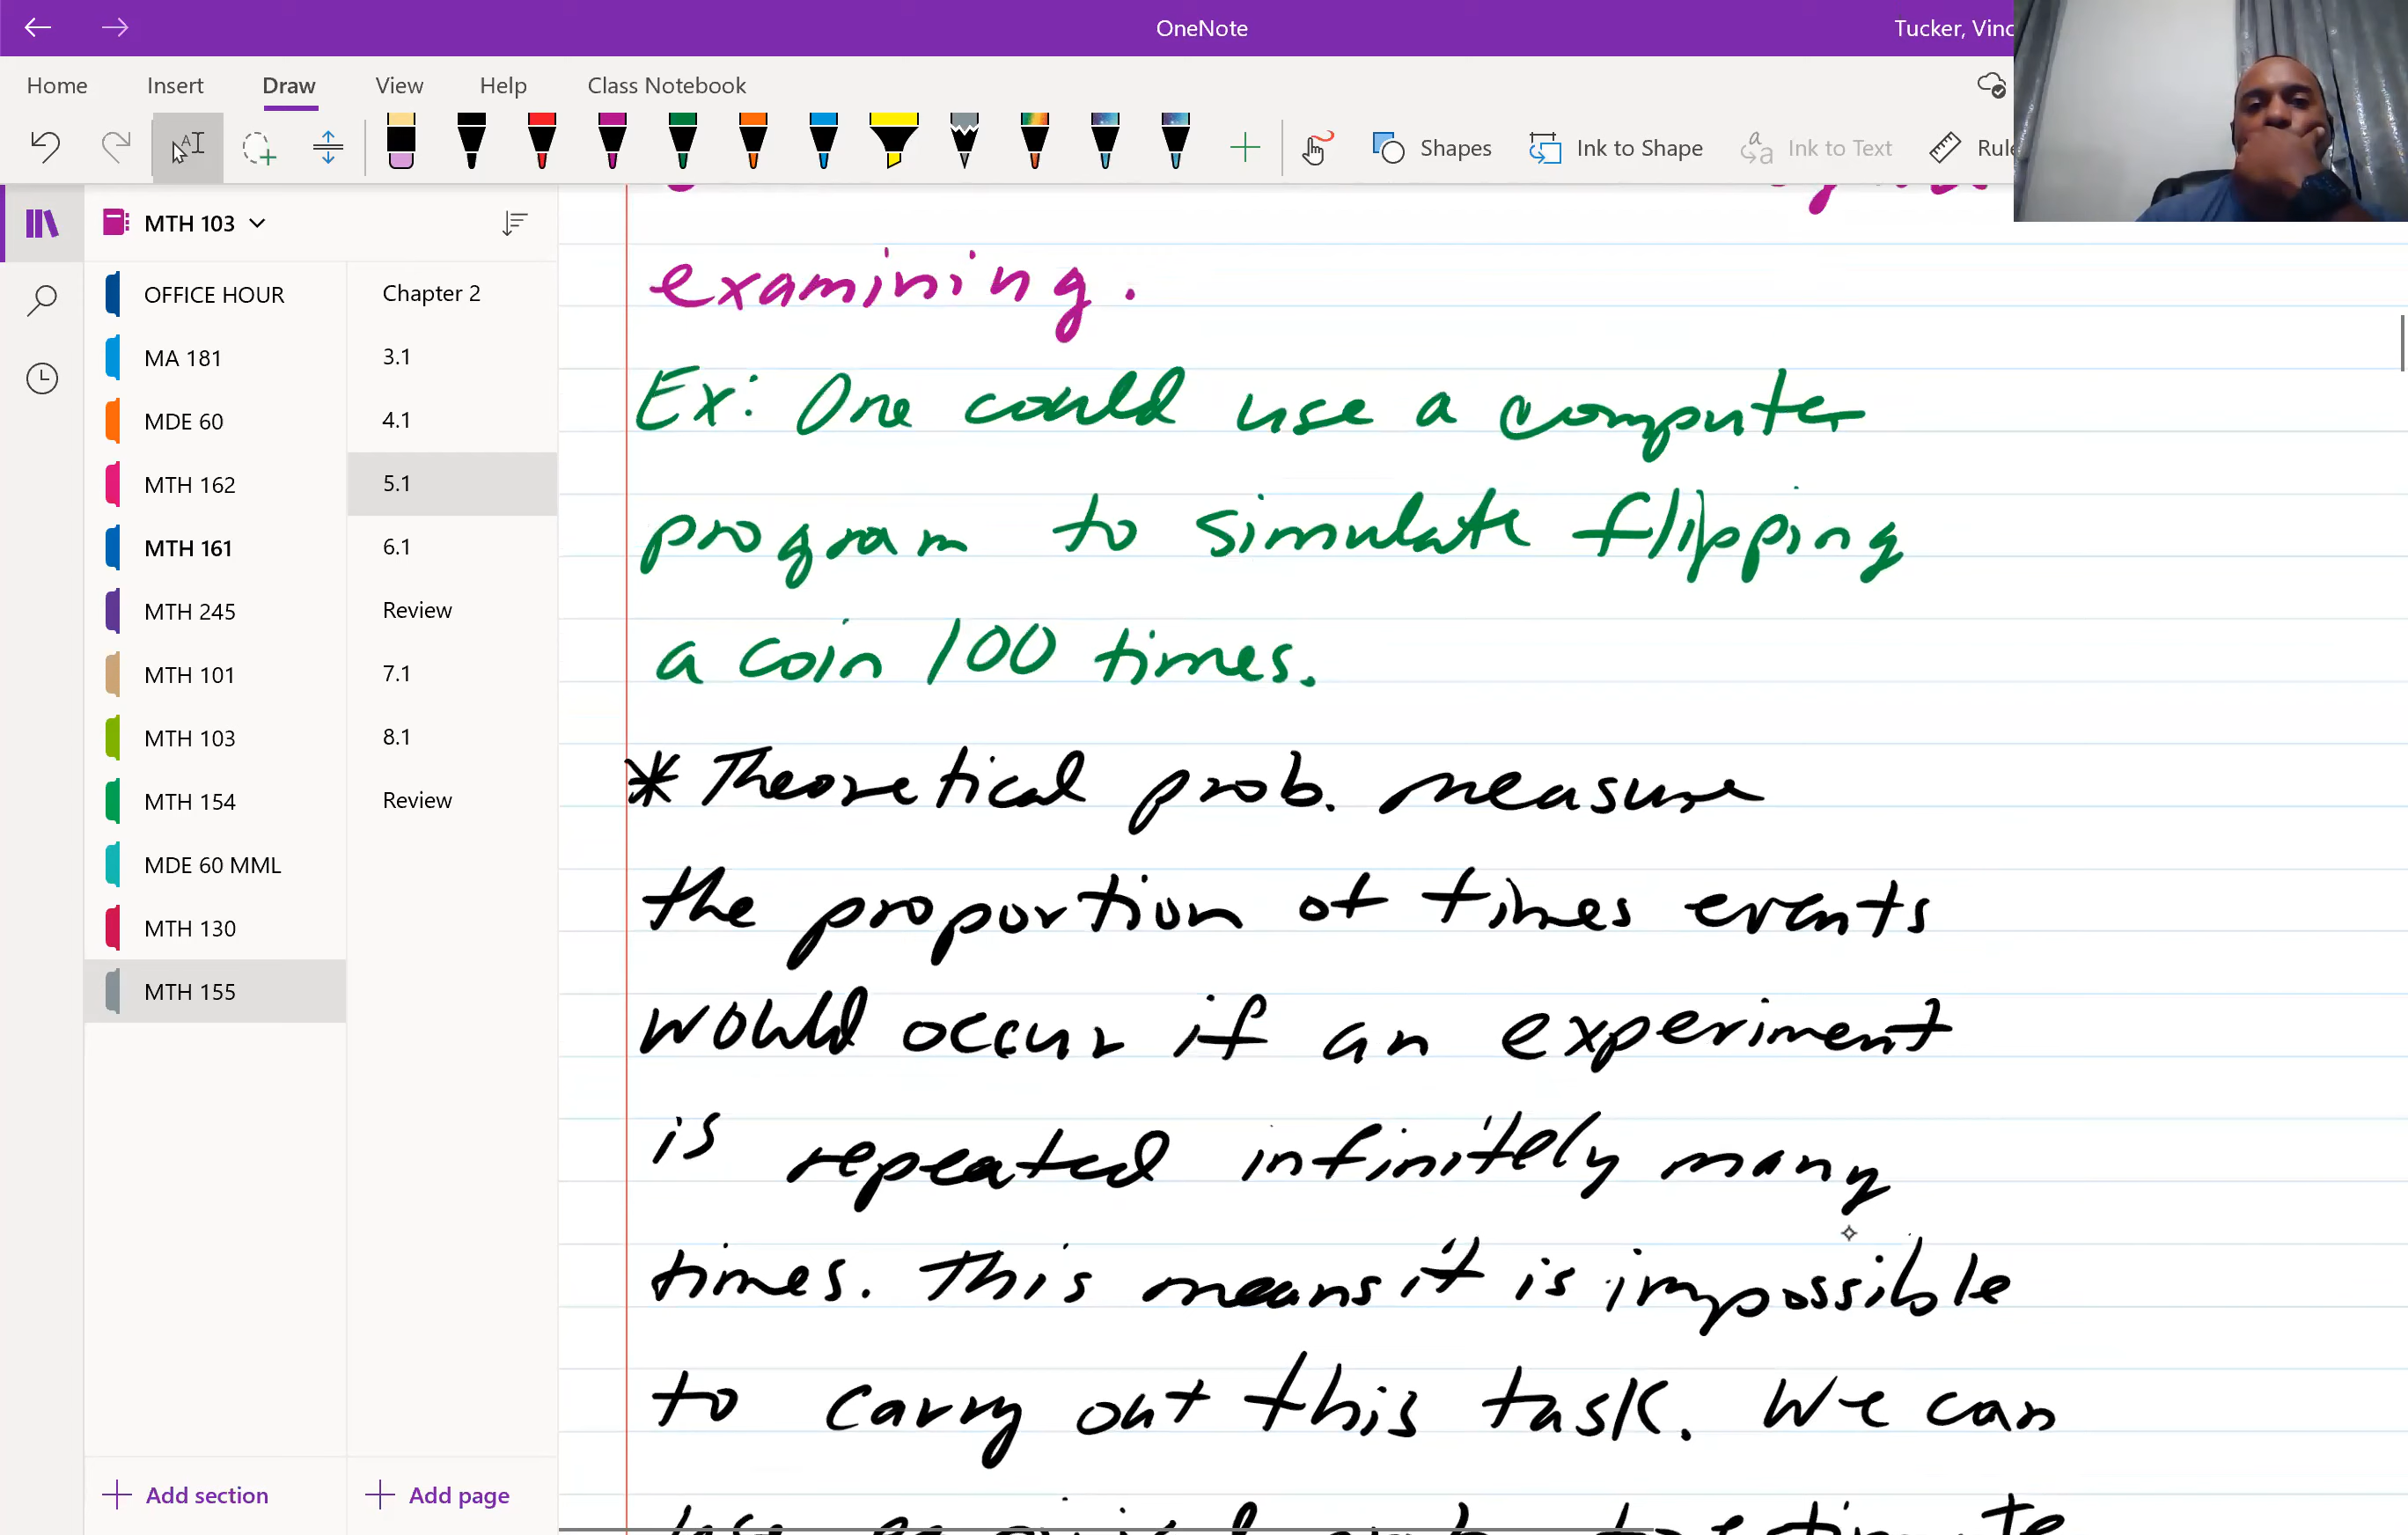 OneNote
Tucker, Vinc
Home Insert Draw View Help Class Notebook
Shapes Ink to Shape Ink to Text Rule
MTH 103
OFFICE HOUR
MA 181
MDE 60
MTH 162
MTH 161
MTH 245
MTH 101
MTH 103
MTH 154
MDE 60 MML
MTH 130
MTH 155
Add section
Chapter 2
3.1
4.1
5.1
6.1
Review
7.1
8.1
Review
Add page
examining.
Ex: One could use a computer
program to simulate flipping
a coin 100 times.
* Theoretical prob. measure
the proportion of times events
would occur if an experiment
is repeated infinitely many
times. This means it is impossible
to carry out this task. We can